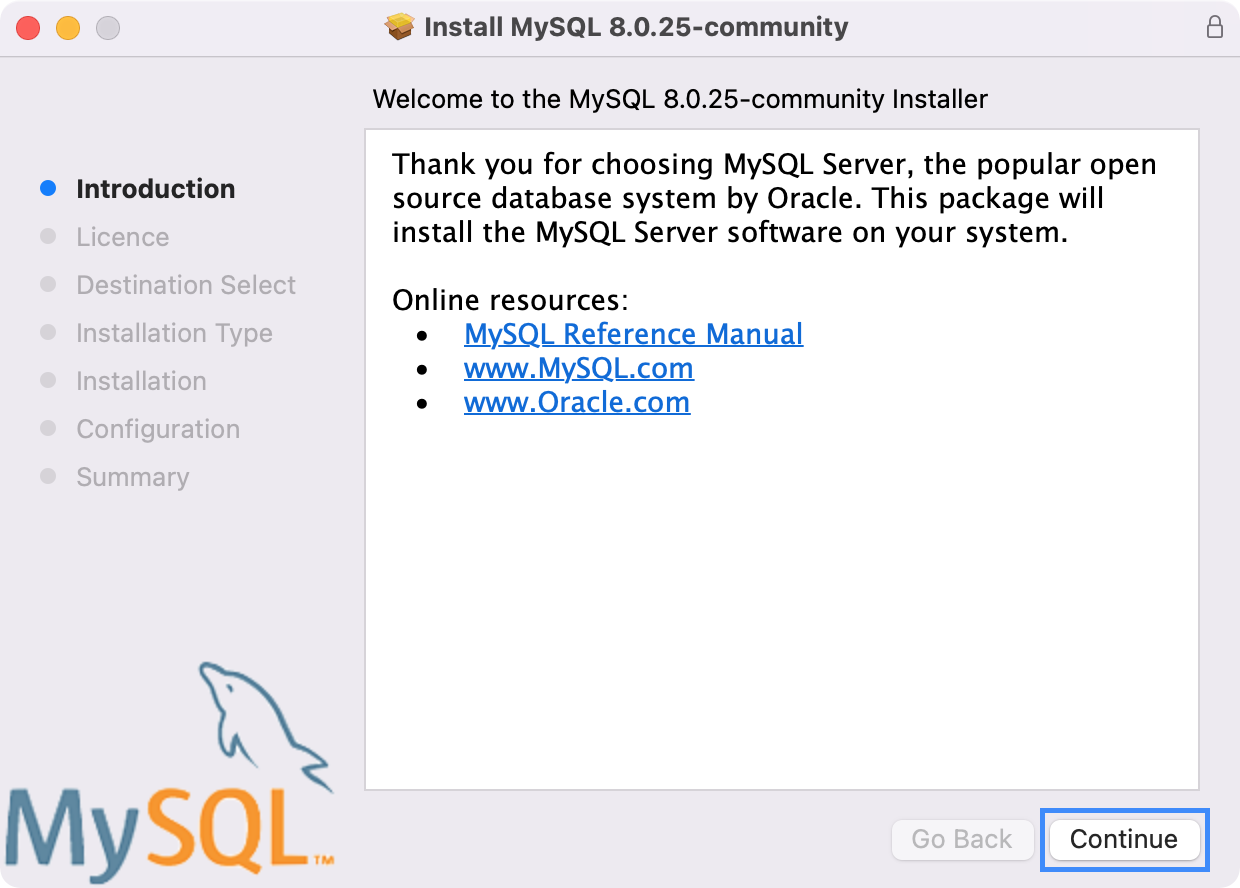 Install MySQL 8.0.25-community
Welcome to the MySQL 8.0.25-community Installer
Introduction
Licence
Destination Select
Installation Type
Installation
Configuration
Summary
Thank you for choosing MySQL Server, the popular open
source database system by Oracle. This package will
install the MySQL Server software on your system.
Online resources:
• MySQL Reference Manual
• www.MySQL.com
• www.Oracle.com
MySQL™
Go Back
Continue